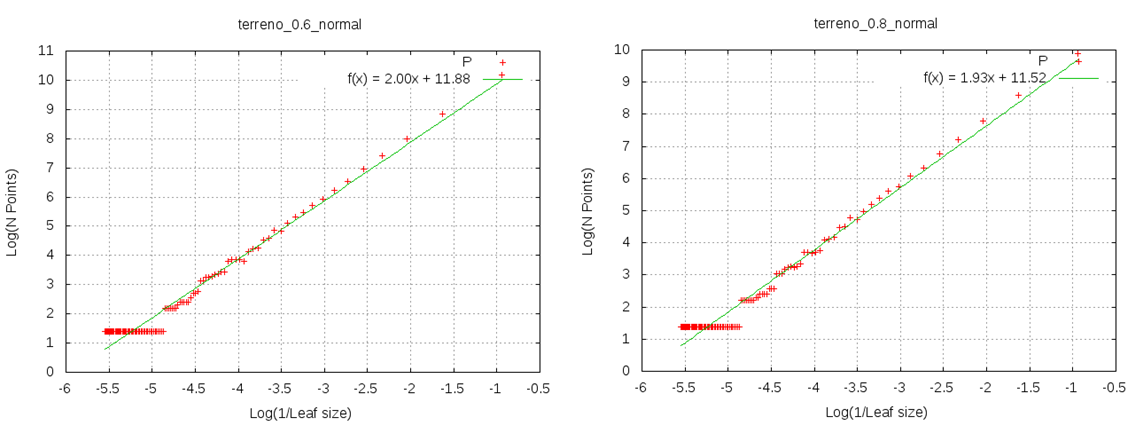 terreno_0.6_normal
11
10
9
8
7
6
5
4
3
2
1
0
Log(N Points)
P
f(x) = 2.00x + 11.88
-6 -5.5 -5 -4.5 -4 -3.5 -3 -2.5 -2 -1.5 -1 -0.5
Log(1/Leaf size)
terreno_0.8_normal
10
9
8
7
6
5
4
3
2
1
0
Log(N Points)
P
f(x) = 1.93x + 11.52
-6 -5.5 -5 -4.5 -4 -3.5 -3 -2.5 -2 -1.5 -1 -0.5
Log(1/Leaf size)